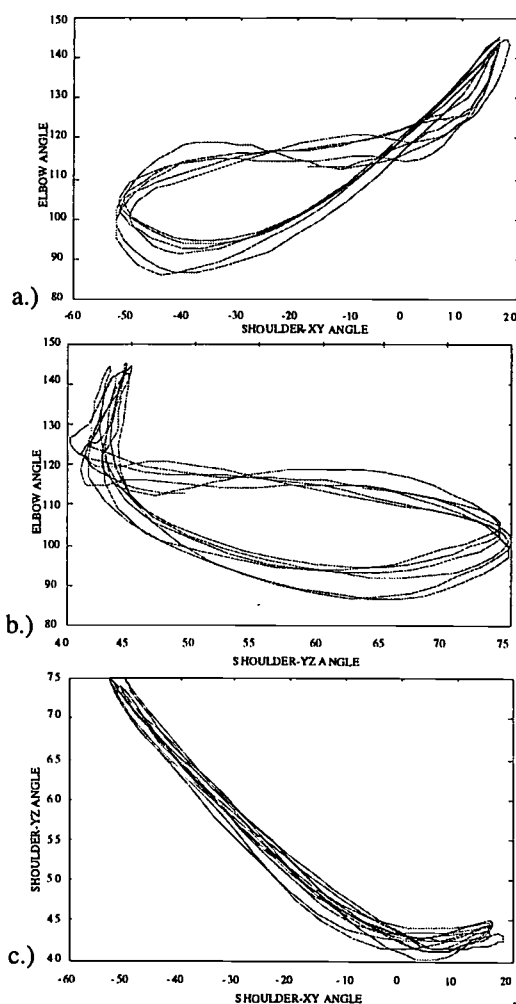 150
140
130
120
110
100
90
80
ELBOW ANGLE
-60 -50 -40 -30 -20 -10 0 10 20
SHOULDER-XY ANGLE
a.)
150
140
130
120
110
100
90
80
ELBOW ANGLE
40 45 50 55 60 65 70 75
SHOULDER-YZ ANGLE
b.)
75
70
65
60
55
50
45
40
SHOULDER-YZ ANGLE
-60 -50 -40 -30 -20 -10 0 10 20
SHOULDER-XY ANGLE
c.)